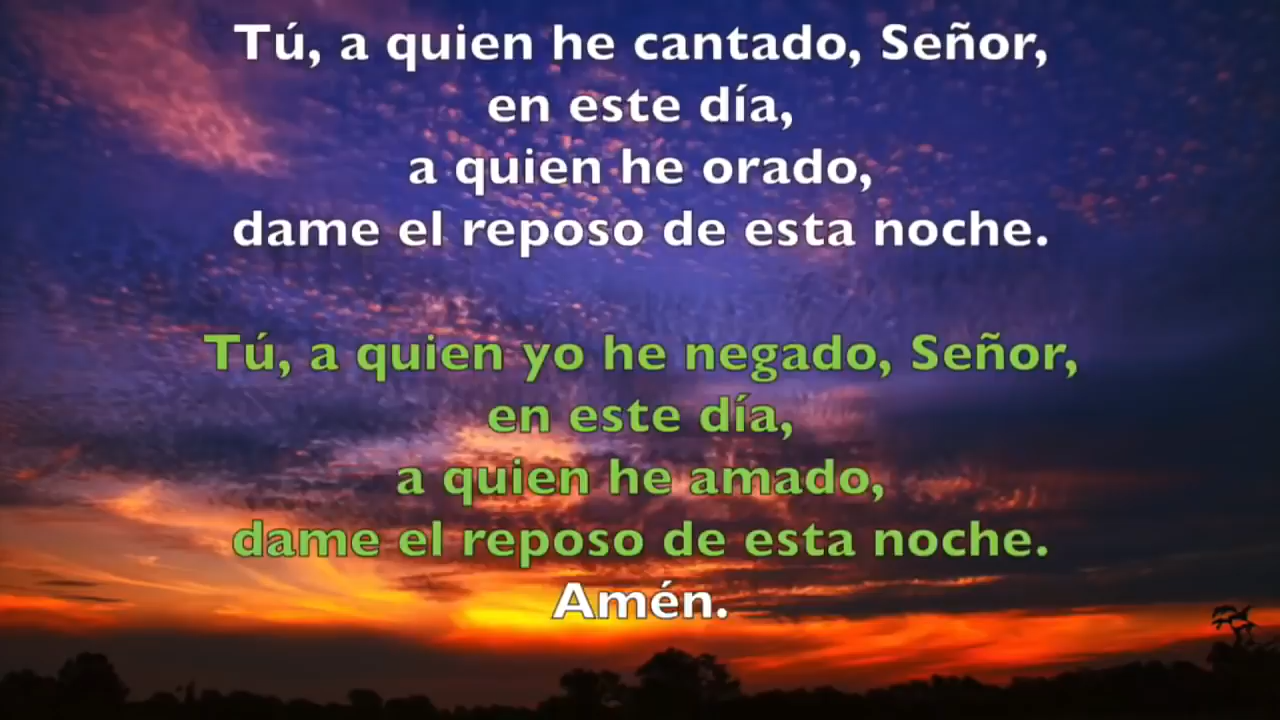 Tú, a quien he cantado, Señor,
en este día,
a quien he orado,
dame el reposo de esta noche.
Tú, a quien yo he negado, Señor,
en este día,
a quien he amado,
dame el reposo de esta noche.
Amén.